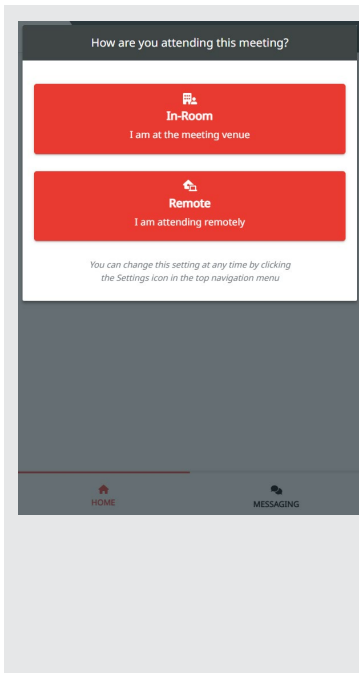 How are you attending this meeting?
In-Room
I am at the meeting venue
Remote
I am attending remotely
You can change this setting at any time by clicking
the Settings icon in the top navigation menu
HOME
MESSAGING